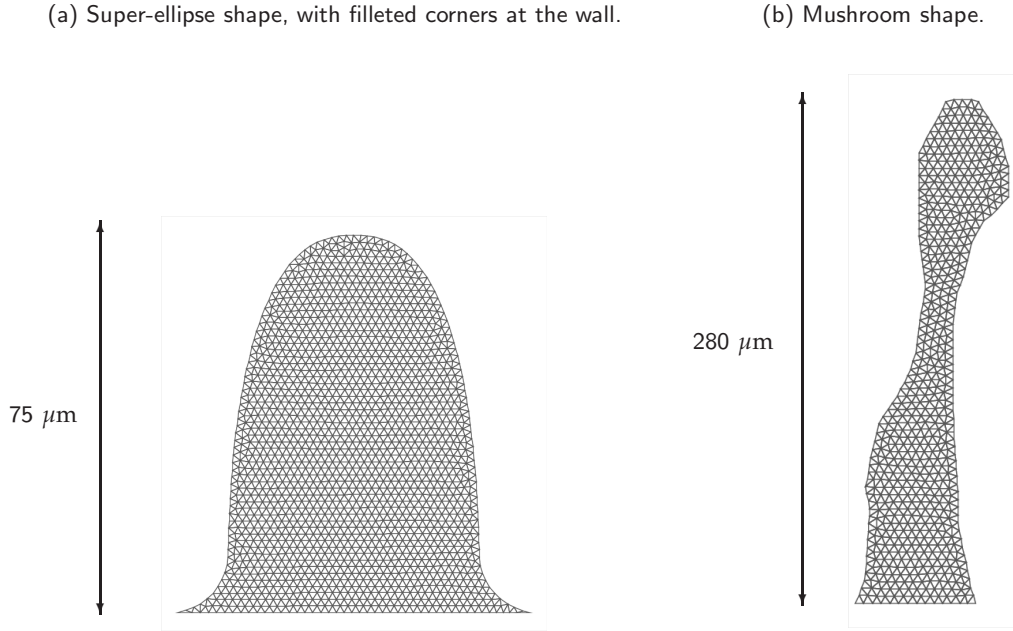 (a) Super-ellipse shape, with filleted corners at the wall.
(b) Mushroom shape.
75 μm
280 μm